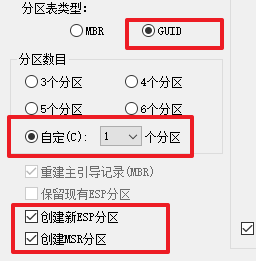 分区表类型:
MBR GUID
分区数目
3个分区 4个分区
5个分区 6个分区
自定(C): 1 个分区
重建主引导记录(MBR)
保留现有ESP分区
创建新ESP分区
创建MSR分区